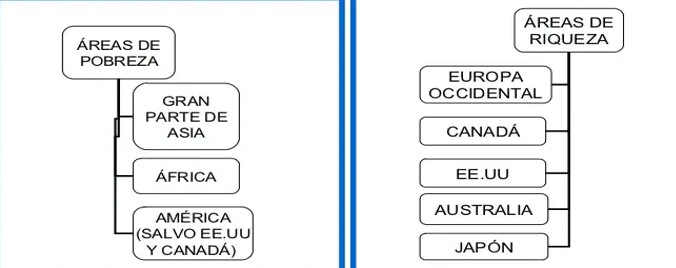 ÁREAS DE
POBREZA
GRAN
PARTE DE
ASIA
ÁFRICA
AMÉRICA
(SALVO EE.UU
Y CANADÁ)
ÁREAS DE
RIQUEZA
EUROPA
OCCIDENTAL
CANADÁ
EE.UU
AUSTRALIA
JAPÓN